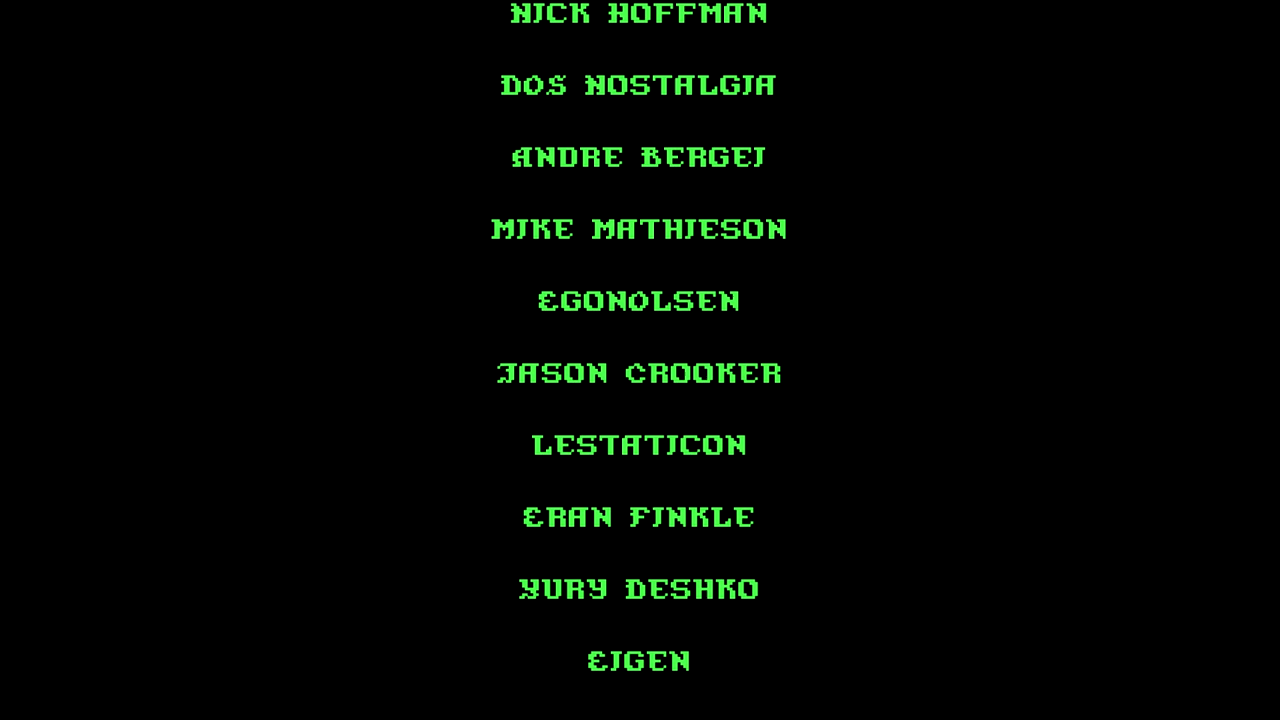 NICK HOFFMAN
DOS NOSTALGIA
ANDRE BERGEI
MIKE MATHIESON
EGONOLSEN
JASON CROOKER
LESTATICON
ERAN FINKLE
YURY DESHKO
EIGEN